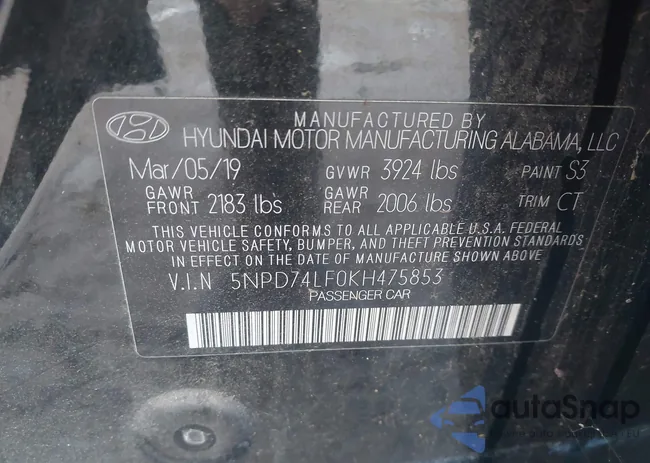 MANUFACTURED BY
HYUNDAI MOTOR MANUFACTURING ALABAMA, LLC
Mar/05/19 GVWR 3924 lbs PAINT S3
GAWR FRONT 2183 lbs GAWR REAR 2006 lbs TRIM CT
THIS VEHICLE CONFORMS TO ALL APPLICABLE U.S.A. FEDERAL
MOTOR VEHICLE SAFETY, BUMPER, AND THEFT PREVENTION STANDARDS
IN EFFECT ON THE DATE OF MANUFACTURE SHOWN ABOVE
V.I.N 5NPD74LF0KH475853
PASSENGER CAR
autoSnap